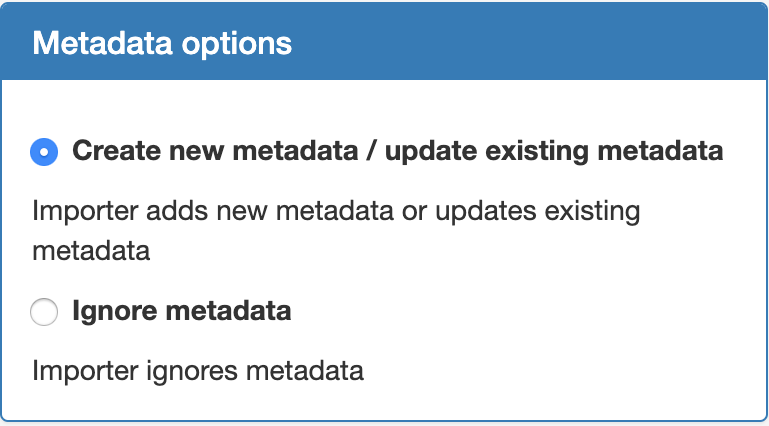 Metadata options
Create new metadata / update existing metadata
Importer adds new metadata or updates existing
metadata
Ignore metadata
Importer ignores metadata